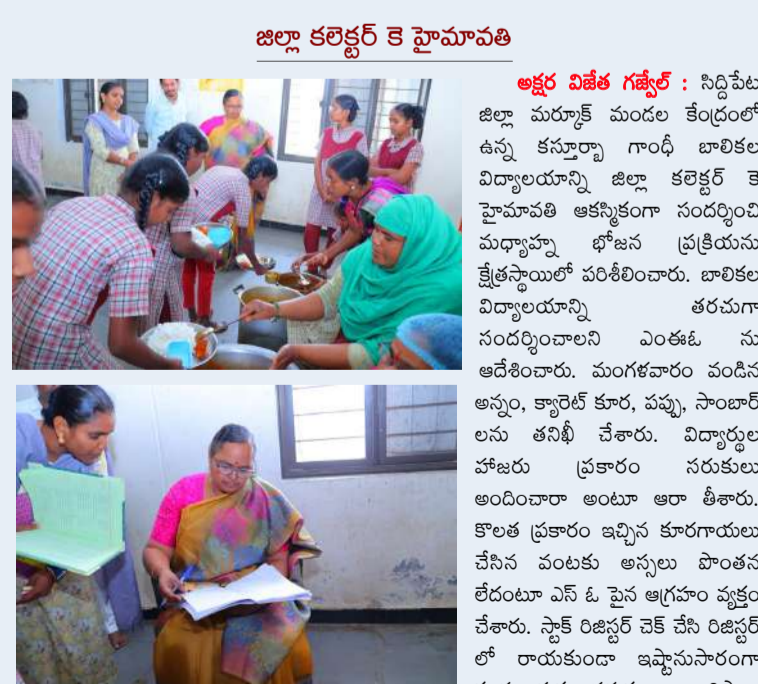 జిల్లా కలెక్టర్ కె హైమావతి
అక్షర విజేత గజ్వేల్ : సిద్దిపేట
జిల్లా మర్కూక్ మండల కేంద్రంలో
ఉన్న కస్తూర్బా గాంధీ బాలికల
విద్యాలయాన్ని జిల్లా కలెక్టర్ కె
హైమావతి ఆకస్మికంగా సందర్శించి
మధ్యాహ్న భోజన ప్రక్రియను
క్షేత్రస్థాయిలో పరిశీలించారు. బాలికల
విద్యాలయాన్ని తరచుగా
సందర్శించాలని ఎంఈఓ ను
ఆదేశించారు. మంగళవారం వండిన
అన్నం, క్యారెట్ కూర, పప్పు, సాంబార్
లను తనిఖీ చేశారు. విద్యార్థుల
హాజరు ప్రకారం సరుకులు
అందించారా అంటూ ఆరా తీశారు.
కొలత ప్రకారం ఇచ్చిన కూరగాయలు
చేసిన వంటకు అస్సలు పొంతన
లేదంటూ ఎస్ ఓ పైన ఆగ్రహం వ్యక్తం
చేశారు. స్టాక్ రిజిస్టర్ చెక్ చేసి రిజిస్టర్
లో రాయకుండా ఇష్టానుసారంగా